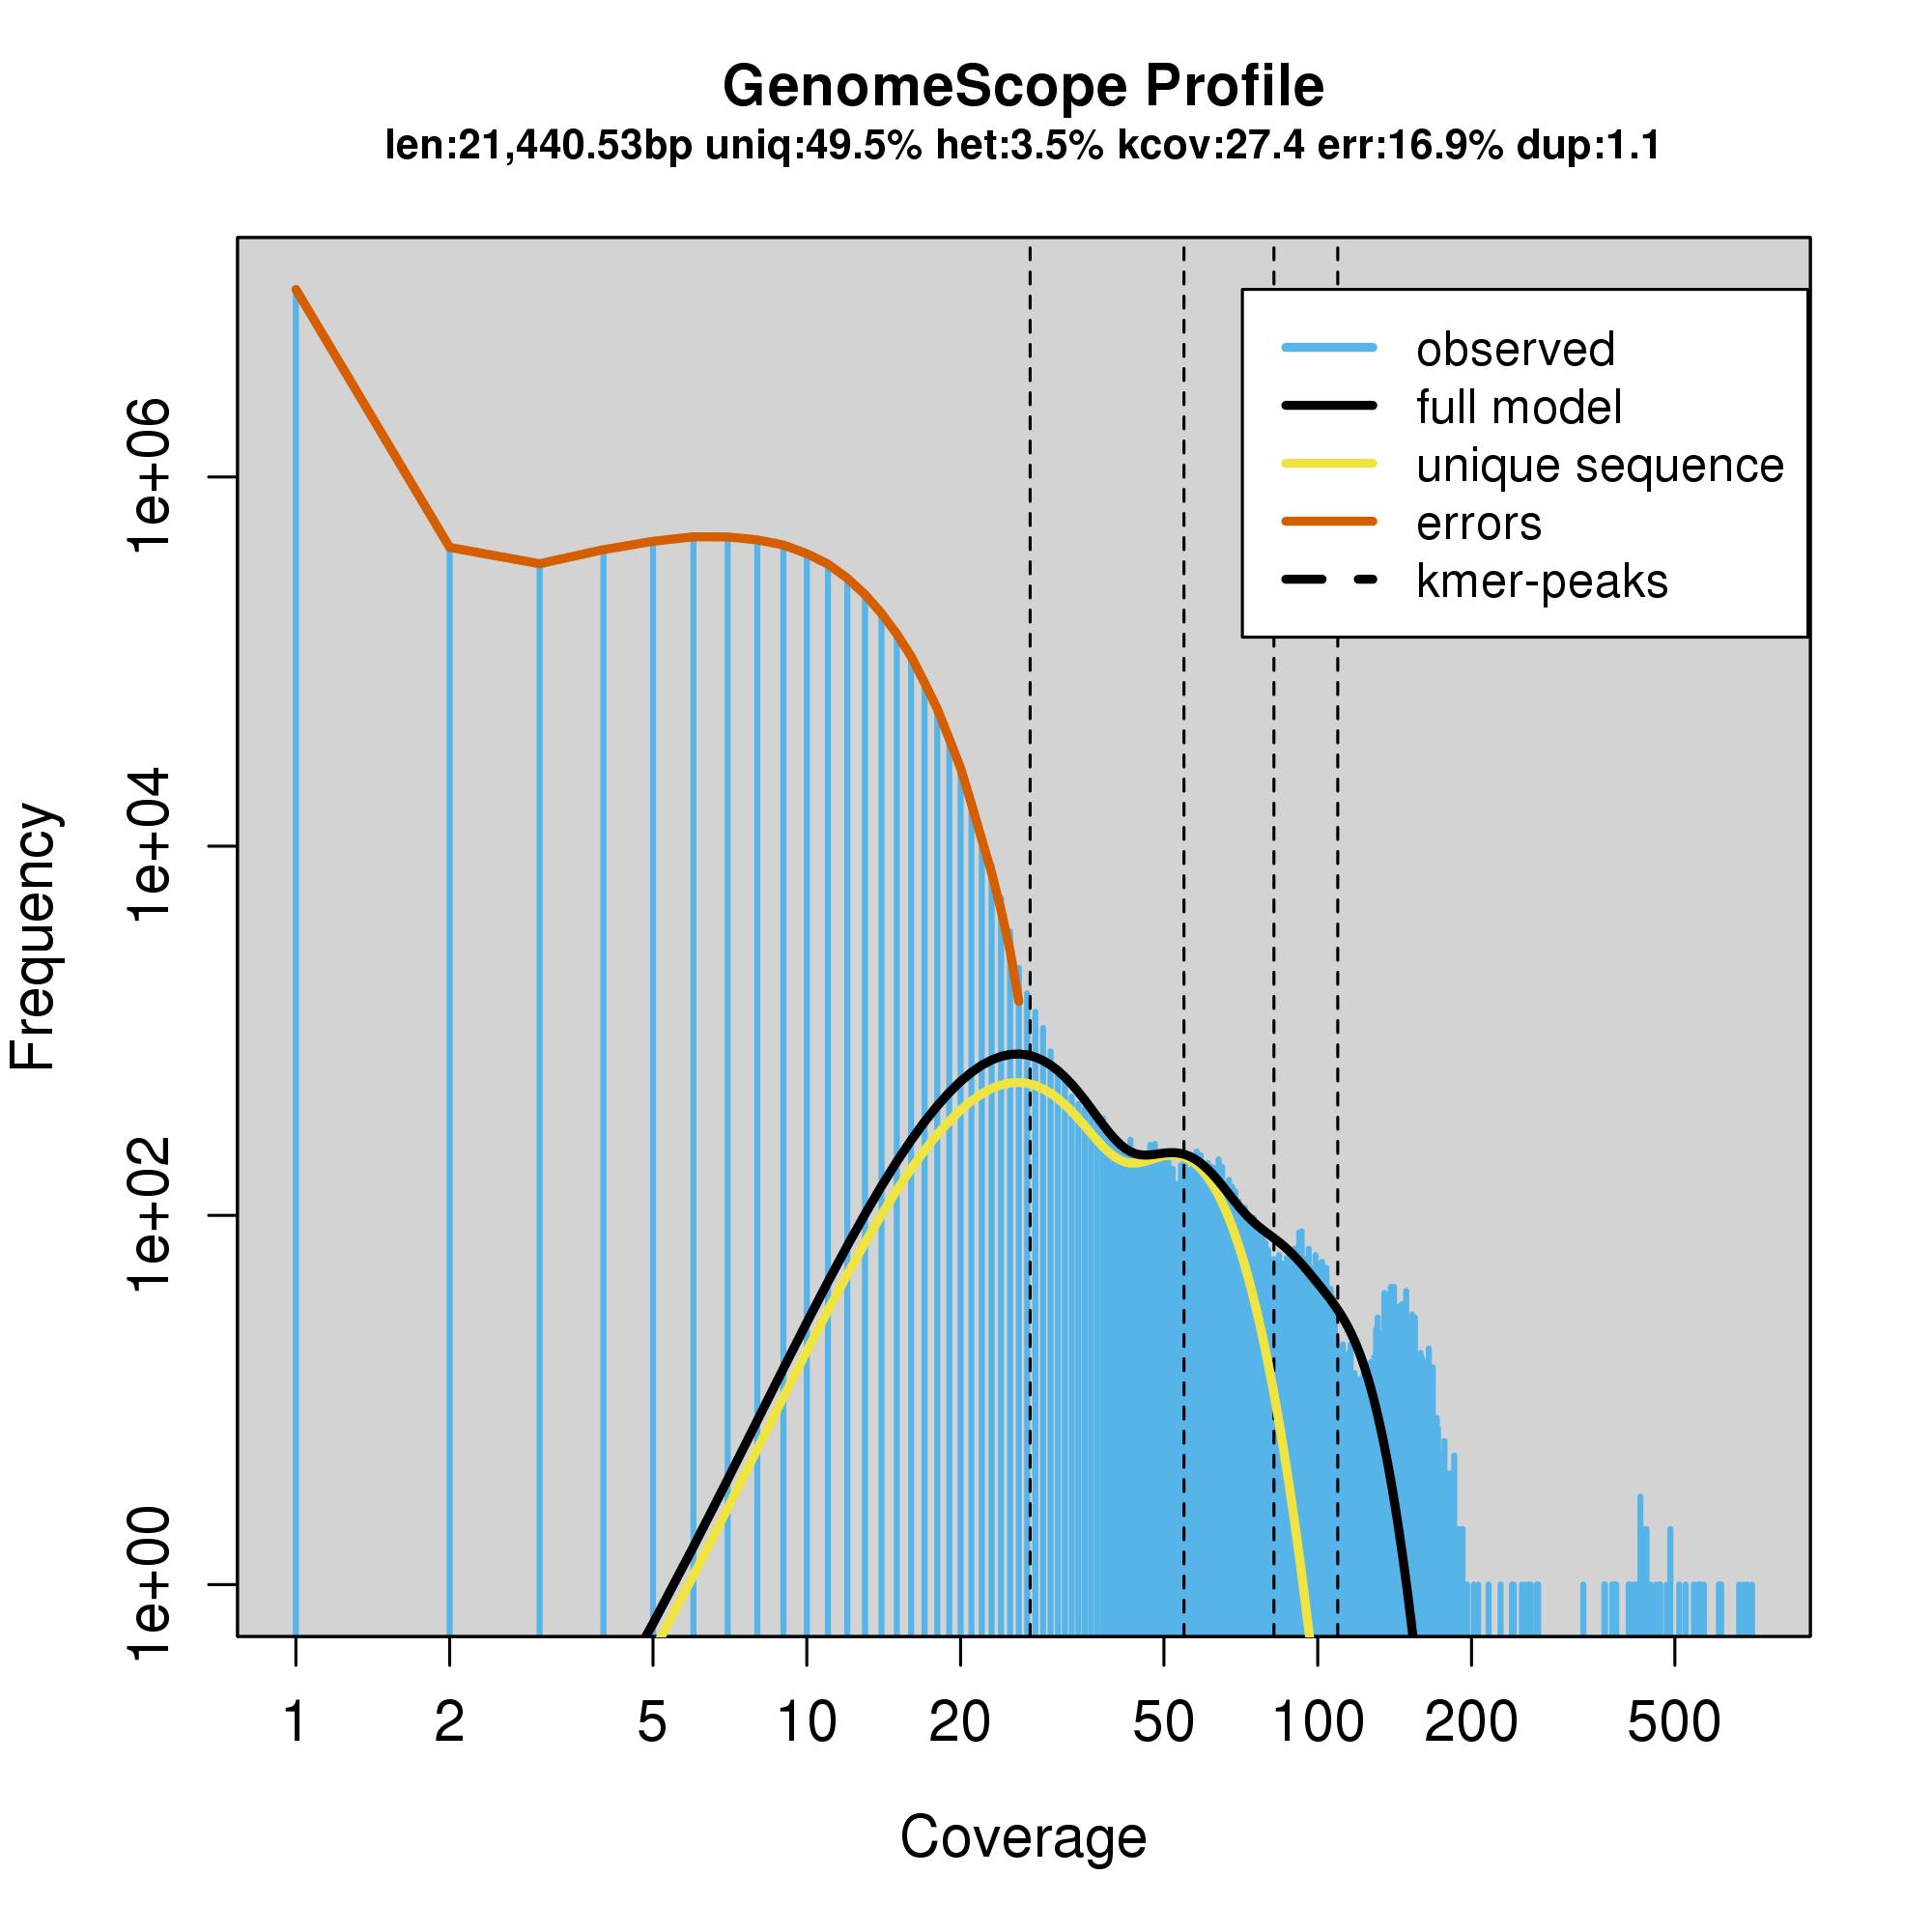 GenomeScope Profile
len:21,440.53bp uniq:49.5% het:3.5% kcov:27.4 err:16.9% dup:1.1
observed
full model
unique sequence
errors
kmer-peaks
Frequency
1e+06
1e+04
1e+02
1e+00
1 2 5 10 20 50 100 200 500
Coverage